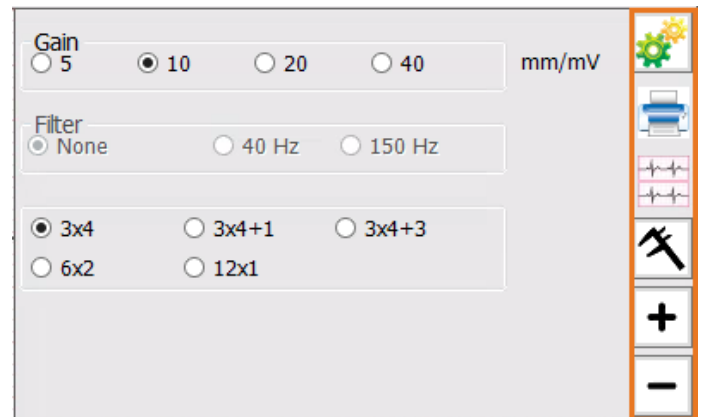 Gain
5 10 20 40 mm/mV
Filter
None 40 Hz 150 Hz
3x4 3x4+1 3x4+3
6x2 12x1
+
−